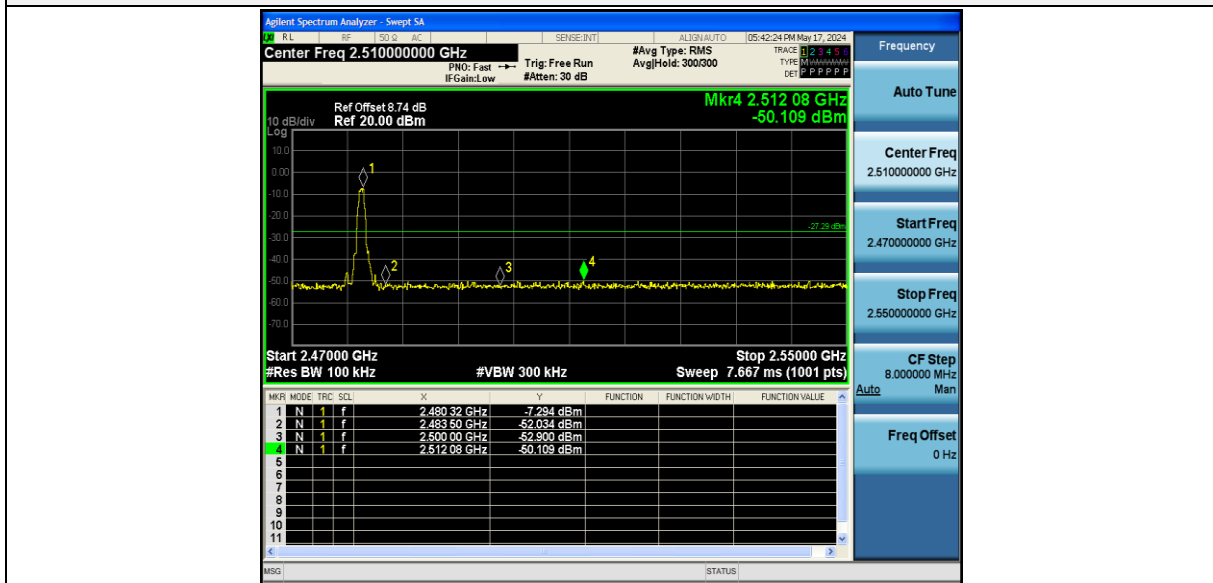 Agilent Spectrum Analyzer - Swept SA
LXI RL RF 50 Ω AC SENSE:INT ALIGNAUTO 05:42:24 PM May 17, 2024
Center Freq 2.510000000 GHz
PNO: Fast
IFGain:Low
Trig: Free Run
#Atten: 30 dB
#Avg Type: RMS
Avg|Hold: 300/300
TRACE 1 2 3 4 5 6
TYPE M
DET P P P P P P
Ref Offset 8.74 dB
Ref 20.00 dBm
10 dB/div
Log
Mkr4 2.512 08 GHz
-50.109 dBm
10.0
0.00
-10.0
-20.0
-30.0
-40.0
-50.0
-60.0
-70.0
1
2
3
4
-27.29 dBm
Start 2.47000 GHz
Stop 2.55000 GHz
#Res BW 100 kHz
#VBW 300 kHz
Sweep 7.667 ms (1001 pts)
MKR MODE TRC SCL X Y FUNCTION FUNCTION WIDTH FUNCTION VALUE
1 N 1 f 2.480 32 GHz -7.294 dBm
2 N 1 f 2.483 50 GHz -52.034 dBm
3 N 1 f 2.500 00 GHz -52.900 dBm
4 N 1 f 2.512 08 GHz -50.109 dBm
5
6
7
8
9
10
11
MSG STATUS
Frequency
Auto Tune
Center Freq
2.510000000 GHz
Start Freq
2.470000000 GHz
Stop Freq
2.550000000 GHz
CF Step
8.000000 MHz
Auto Man
Freq Offset
0 Hz